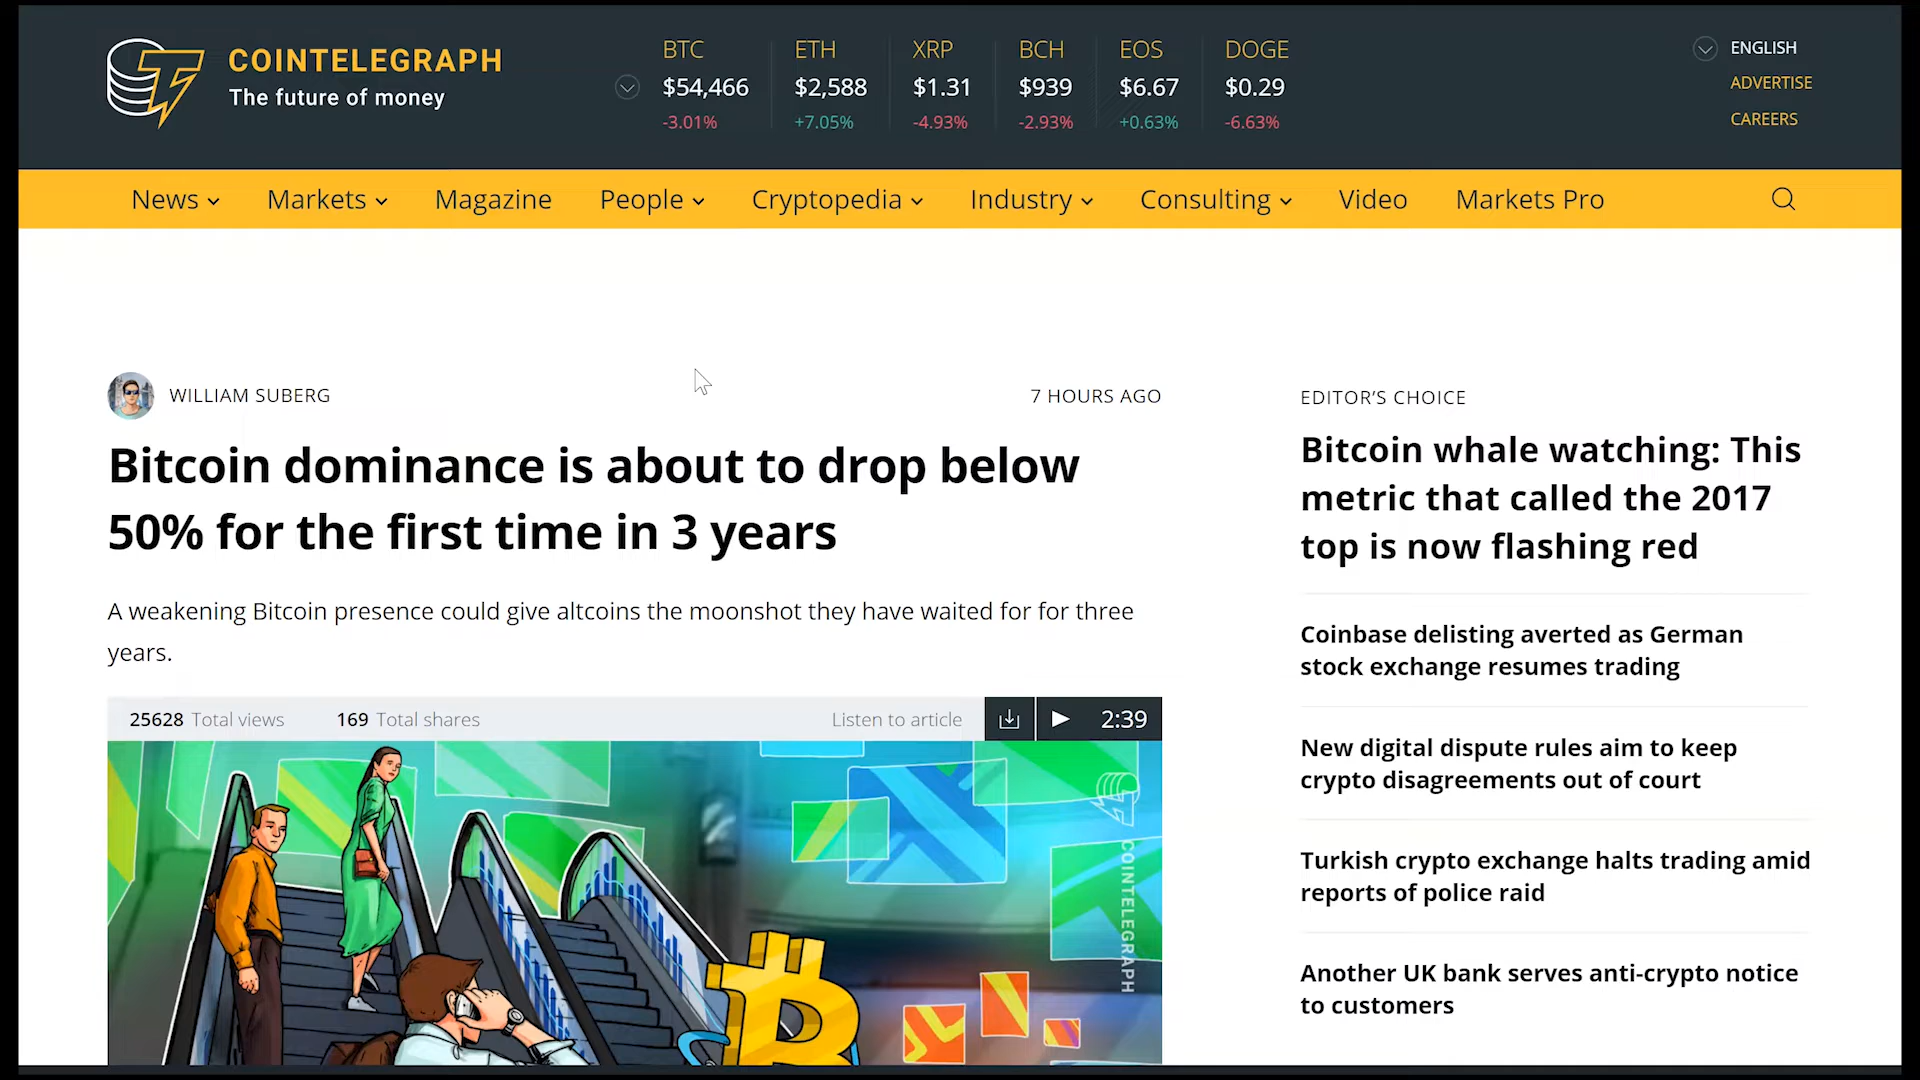 COINTELEGRAPH
The future of money
BTC ETH XRP BCH EOS DOGE
$54,466 $2,588 $1.31 $939 $6.67 $0.29
-3.01% +7.05% -4.93% -2.93% +0.63% -6.63%
ENGLISH
ADVERTISE
CAREERS
News Markets Magazine People Cryptopedia Industry Consulting Video Markets Pro
WILLIAM SUBERG 7 HOURS AGO
Bitcoin dominance is about to drop below
50% for the first time in 3 years
A weakening Bitcoin presence could give altcoins the moonshot they have waited for for three
years.
25628 Total views 169 Total shares Listen to article 2:39
COINTELEGRAPH
EDITOR'S CHOICE
Bitcoin whale watching: This
metric that called the 2017
top is now flashing red
Coinbase delisting averted as German
stock exchange resumes trading
New digital dispute rules aim to keep
crypto disagreements out of court
Turkish crypto exchange halts trading amid
reports of police raid
Another UK bank serves anti-crypto notice
to customers